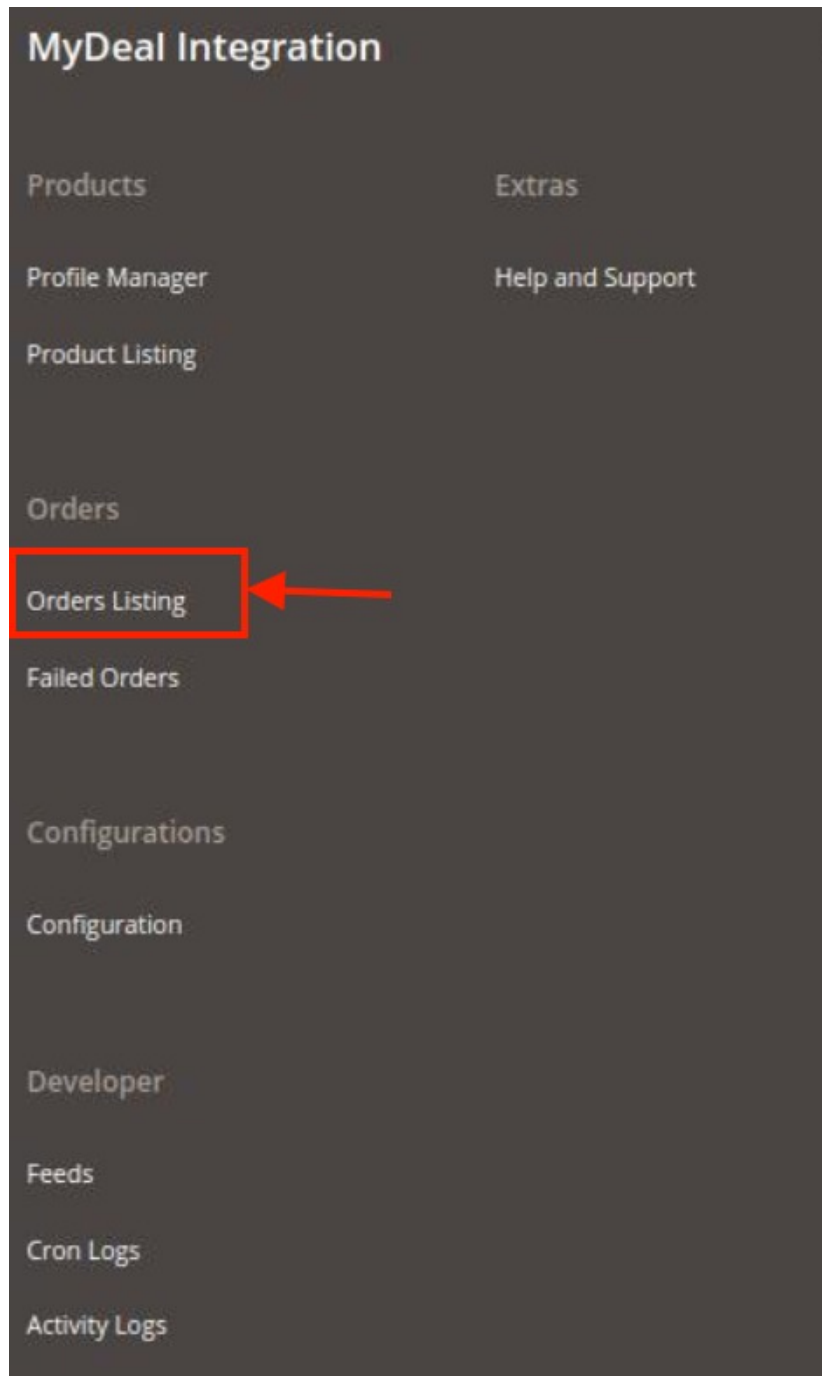 MyDeal Integration
Products
Profile Manager
Product Listing
Orders
Orders Listing
Failed Orders
Configurations
Configuration
Developer
Feeds
Cron Logs
Activity Logs
Extras
Help and Support